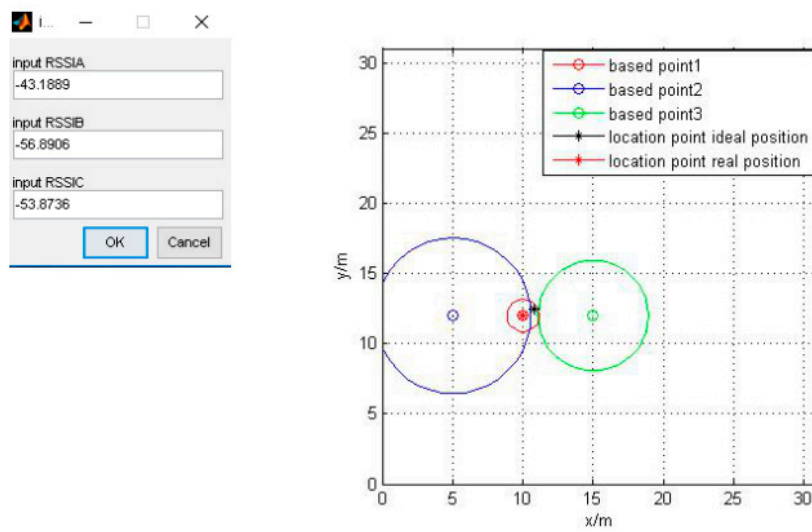 i...
input RSSIA
-43.1889
input RSSIB
-56.8906
input RSSIC
-53.8736
OK Cancel
based point1
based point2
based point3
location point ideal position
location point real position
30
25
20
15
10
5
0
y/m
0 5 10 15 20 25 30
x/m